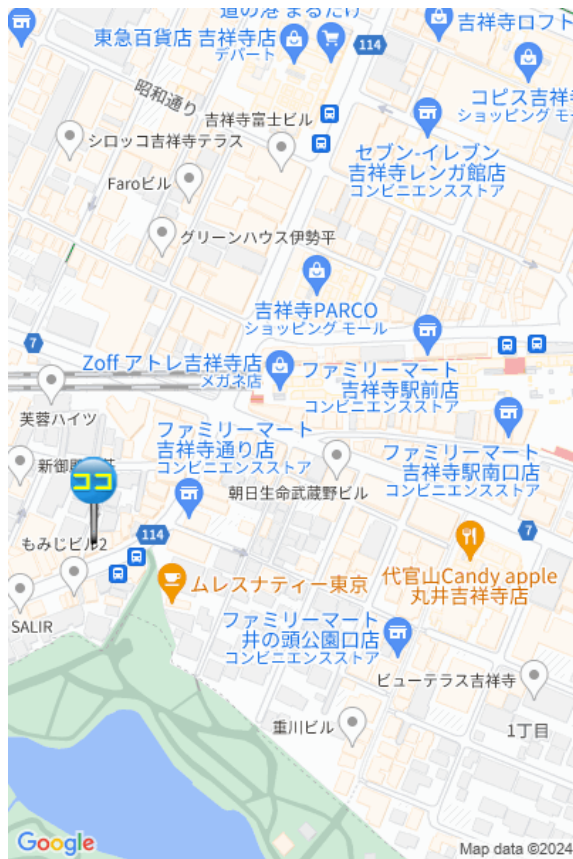 道の港 まるたけ
東急百貨店 吉祥寺店
デパート
114
吉祥寺ロフト
コピス吉祥
ショッピング モー
昭和通り
吉祥寺富士ビル
シロッコ吉祥寺テラス
セブン-イレブン
吉祥寺レンガ館店
コンビニエンスストア
Faroビル
グリーンハウス伊勢平
吉祥寺PARCO
ショッピング モール
7
Zoff アトレ吉祥寺店
メガネ店
ファミリーマート
吉祥寺駅前店
コンビニエンスストア
芙蓉ハイツ
ファミリーマート
吉祥寺通り店
コンビニエンスストア
ファミリーマート
吉祥寺駅南口店
コンビニエンスストア
新御
ココ
朝日生命武蔵野ビル
114
7
もみじビル2
ムレスナティー東京
代官山Candy apple
丸井吉祥寺店
SALIR
ファミリーマート
井の頭公園口店
コンビニエンスストア
ビューテラス吉祥寺
重川ビル
1丁目
Google
Map data ©2024